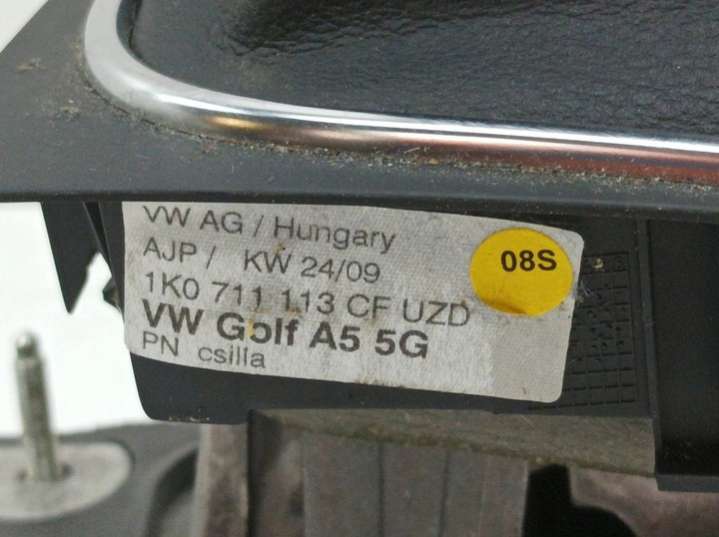 VW AG / Hungary
AJP / KW 24/09
1K0 711 113 CF UZD
VW Golf A5 5G
PN csilla
08S